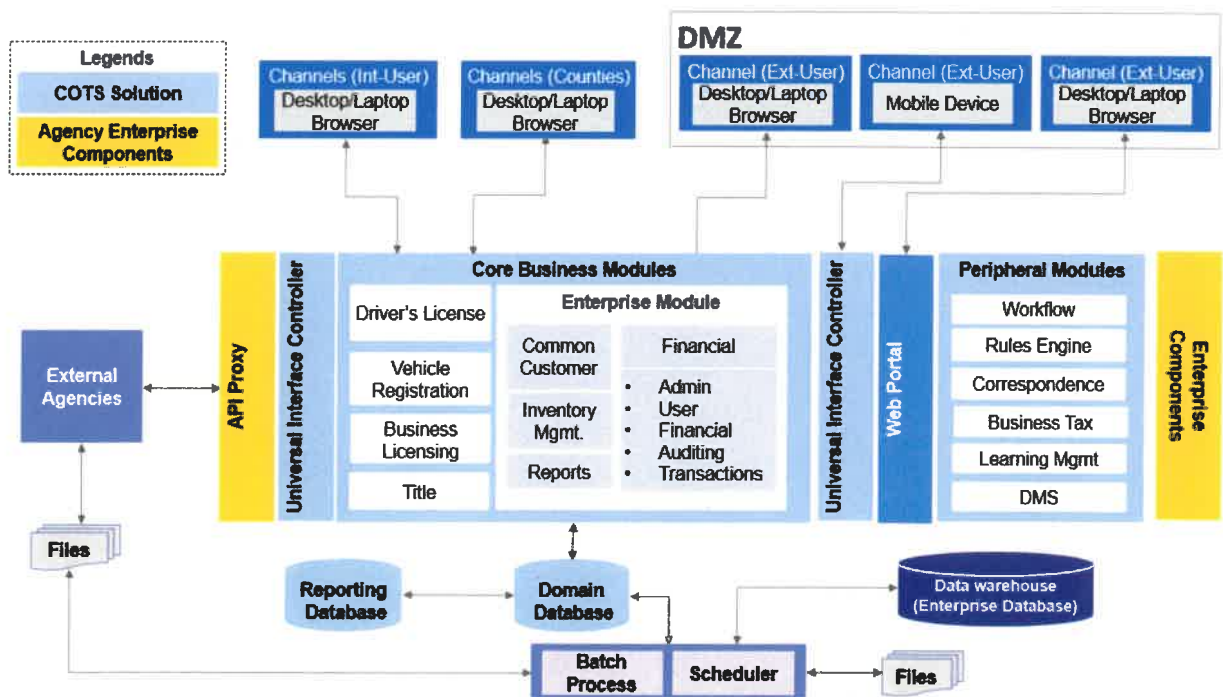 Legends
COTS Solution
Agency Enterprise
Components
Channels (Int-User)
Desktop/Laptop
Browser
Channels (Counties)
Desktop/Laptop
Browser
DMZ
Channel (Ext-User)
Desktop/Laptop
Browser
Channel (Ext-User)
Mobile Device
Channel (Ext-User)
Desktop/Laptop
Browser
External
Agencies
Files
API Proxy
Universal Interface Controller
Core Business Modules
Driver's License
Vehicle
Registration
Business
Licensing
Title
Enterprise Module
Common
Customer
Inventory
Mgmt.
Reports
Financial
• Admin
• User
• Financial
• Auditing
• Transactions
Universal Interface Controller
Web Portal
Peripheral Modules
Workflow
Rules Engine
Correspondence
Business Tax
Learning Mgmt
DMS
Enterprise
Components
Reporting
Database
Domain
Database
Data warehouse
(Enterprise Database)
Batch
Process
Scheduler
Files